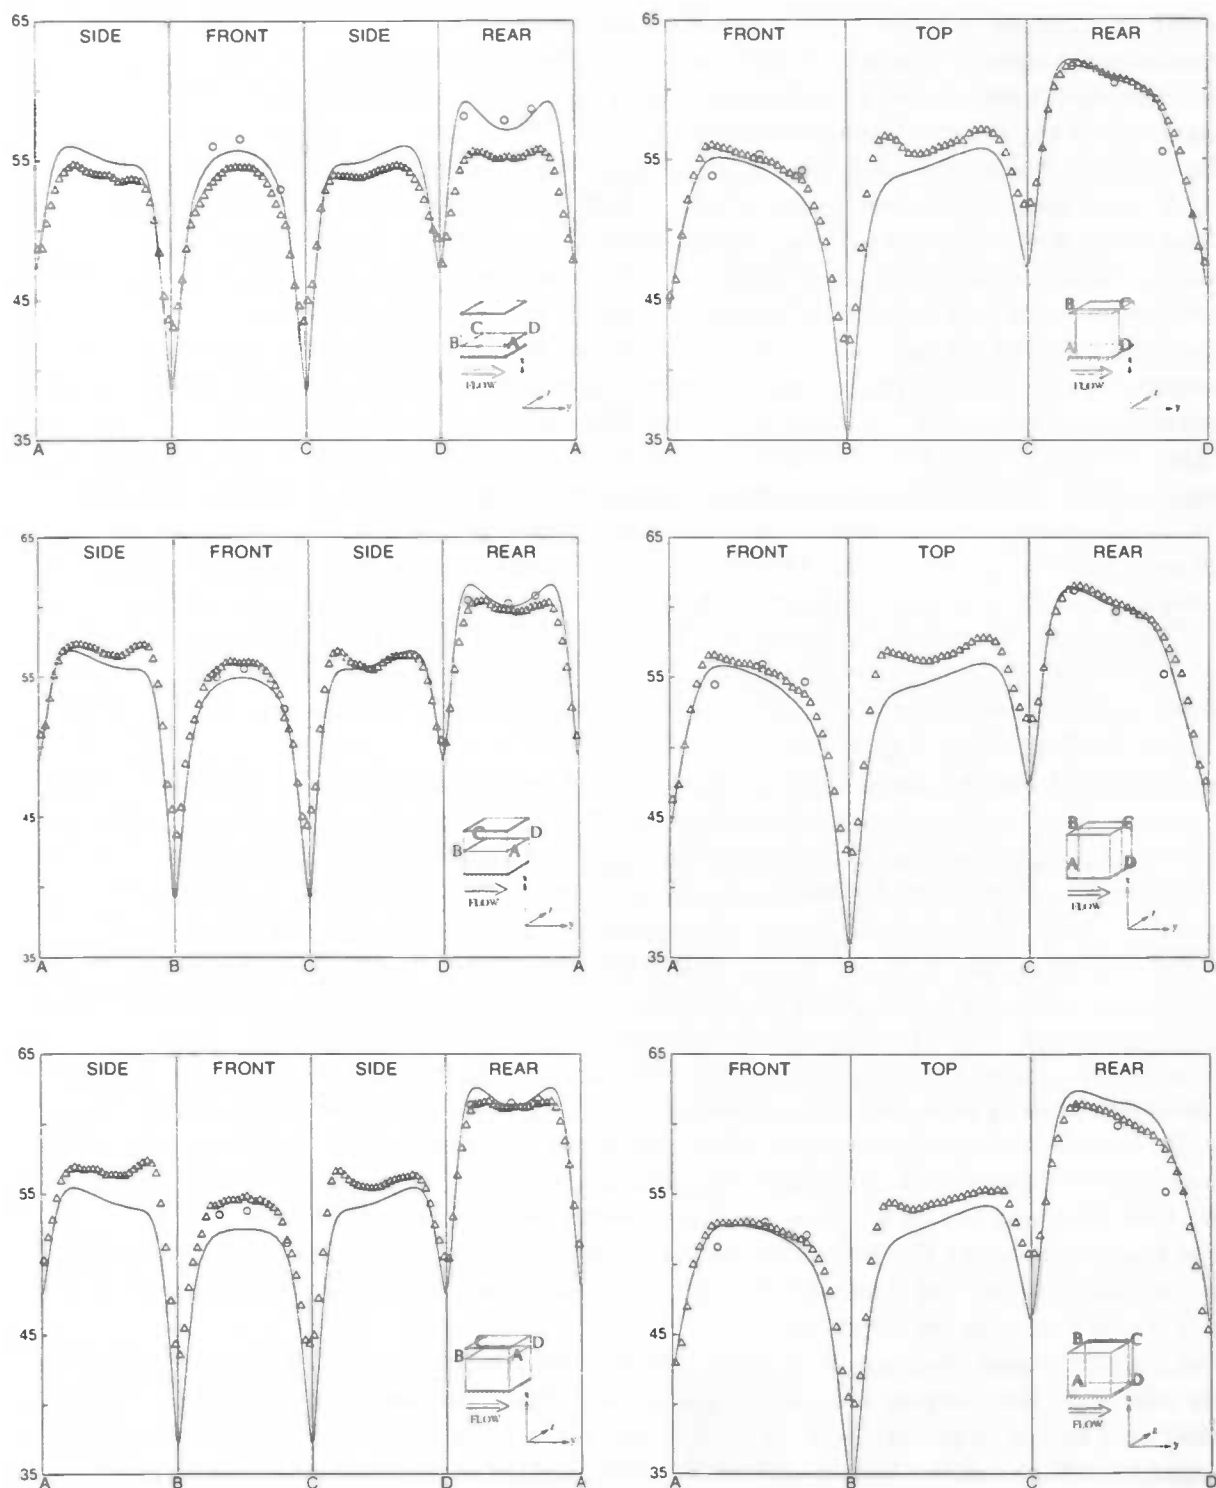 65
SIDE FRONT SIDE REAR
55
45
C D
B A
FLOW
x
z
y
35
A B C D A
65
FRONT TOP REAR
55
45
B C
A D
FLOW
x
z
y
35
A B C D
65
SIDE FRONT SIDE REAR
55
45
C D
B A
FLOW
x
z
y
35
A B C D A
65
FRONT TOP REAR
55
45
B C
A D
FLOW
x
z
y
35
A B C D
65
SIDE FRONT SIDE REAR
55
45
C D
B A
FLOW
x
z
y
35
A B C D A
65
FRONT TOP REAR
55
45
B C
A D
FLOW
x
z
y
35
A B C D